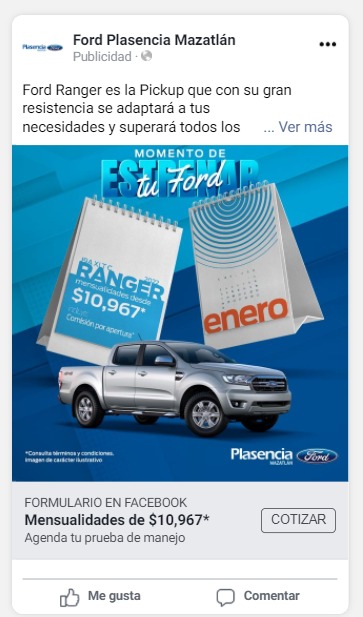 Plasencia Ford
Ford Plasencia Mazatlán
Publicidad ·
Ford Ranger es la Pickup que con su gran
resistencia se adaptará a tus
necesidades y superará todos los ... Ver más
MOMENTO DE
ESTRENAR
tu Ford
RANGER
mensualidades desde
$10,967*
Comisión por apertura*
enero
*Consulta términos y condiciones.
Imagen de carácter ilustrativo
Plasencia Ford
MAZATLÁN
FORMULARIO EN FACEBOOK
Mensualidades de $10,967*
Agenda tu prueba de manejo
COTIZAR
Me gusta
Comentar